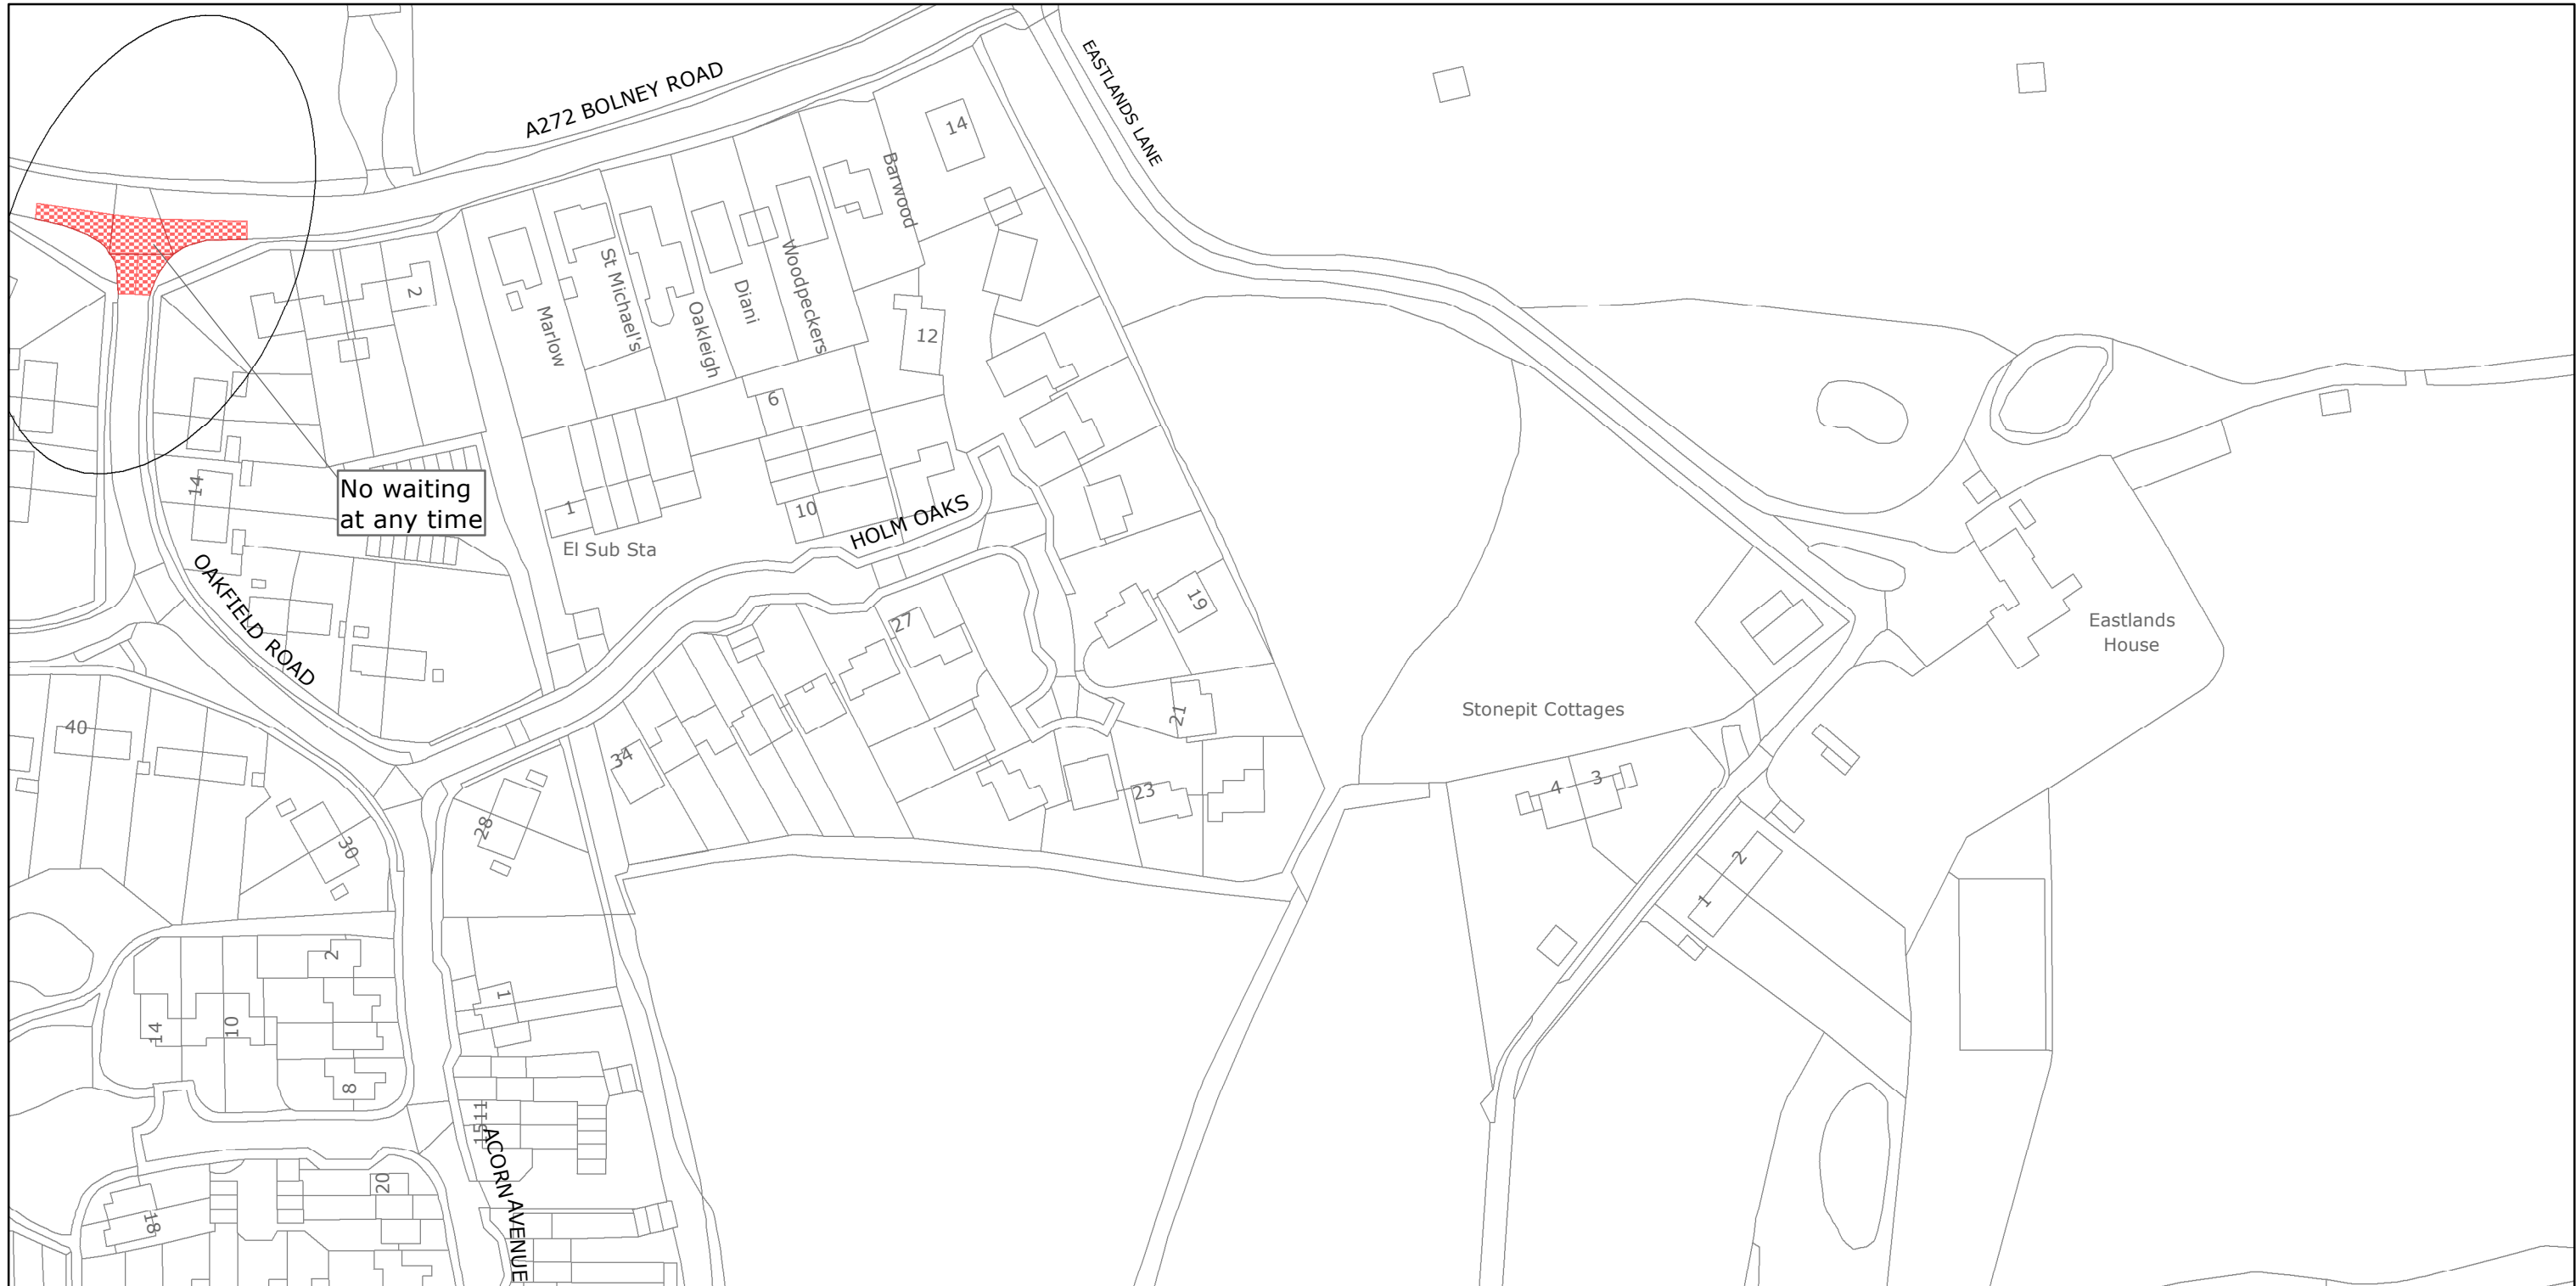 A272 BOLNEY ROAD
EASTLANDS LANE
14
Barwood
2
Marlow
St Michael's
Oakleigh
Diani
Woodpeckers
12
6
14
No waiting
at any time
1
10
HOLM OAKS
El Sub Sta
OAKFIELD ROAD
19
27
Eastlands
House
21
Stonepit Cottages
40
34
4
3
23
28
30
2
1
2
1
14
10
8
11
15
ACORN AVENUE
20
18